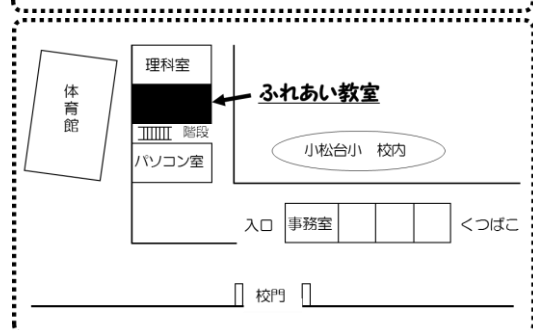 理科室
体育館
ふれあい教室
階段
パソコン室
小松台小 校内
入口
事務室
くつばこ
校門